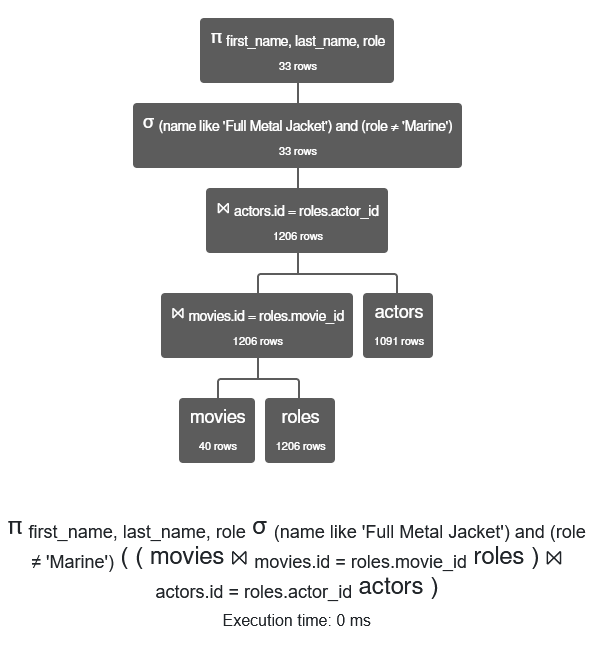 π first_name, last_name, role
33 rows
σ (name like 'Full Metal Jacket') and (role ≠ 'Marine')
33 rows
⋈ actors.id = roles.actor_id
1206 rows
⋈ movies.id = roles.movie_id
1206 rows
actors
1091 rows
movies
40 rows
roles
1206 rows
π first_name, last_name, role σ (name like 'Full Metal Jacket') and (role
≠ 'Marine') ( ( movies ⋈ movies.id = roles.movie_id roles ) ⋈
actors.id = roles.actor_id actors )
Execution time: 0 ms